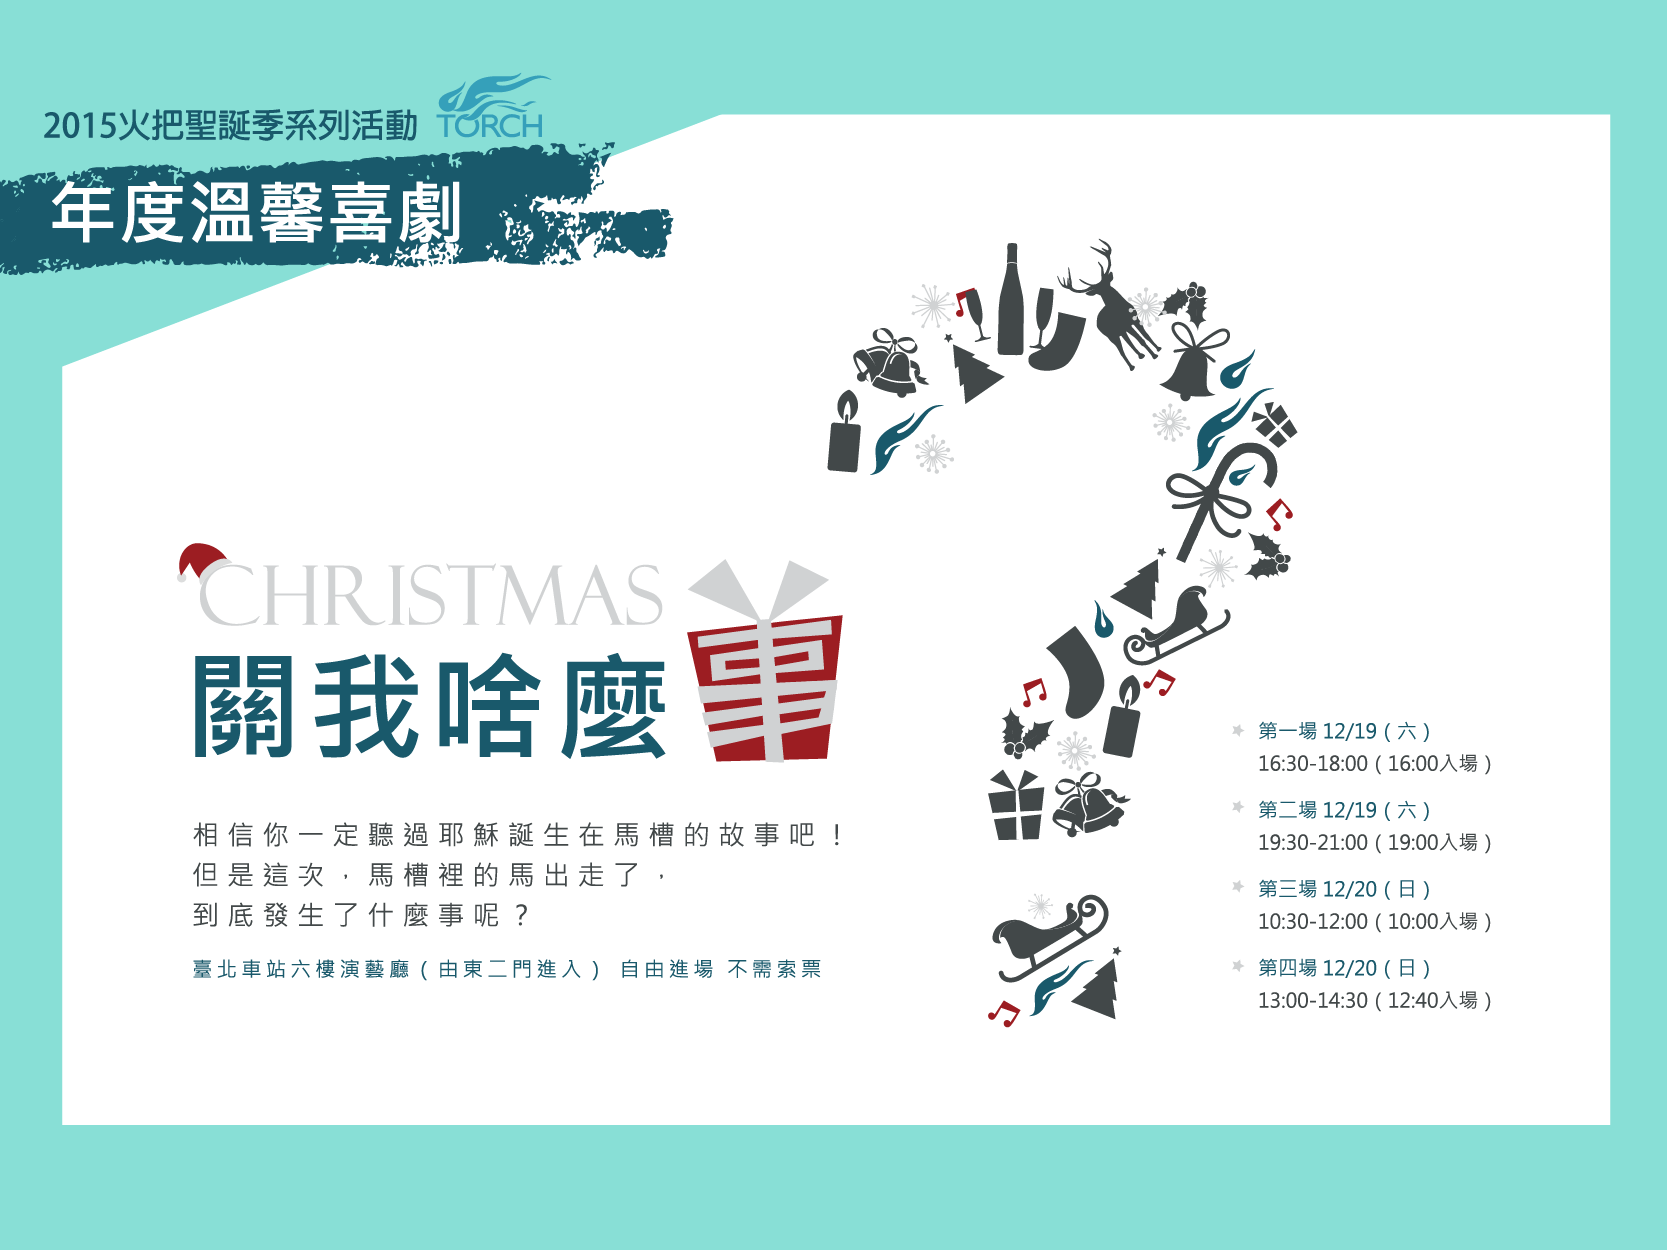 2015火把聖誕季系列活動
TORCH
年度溫馨喜劇
CHRISTMAS
關我啥麼事
相信你一定聽過耶穌誕生在馬槽的故事吧！
但是這次，馬槽裡的馬出走了，
到底發生了什麼事呢？
臺北車站六樓演藝廳（由東二門進入） 自由進場 不需索票
第一場 12/19（六）
16:30-18:00（16:00入場）
第二場 12/19（六）
19:30-21:00（19:00入場）
第三場 12/20（日）
10:30-12:00（10:00入場）
第四場 12/20（日）
13:00-14:30（12:40入場）